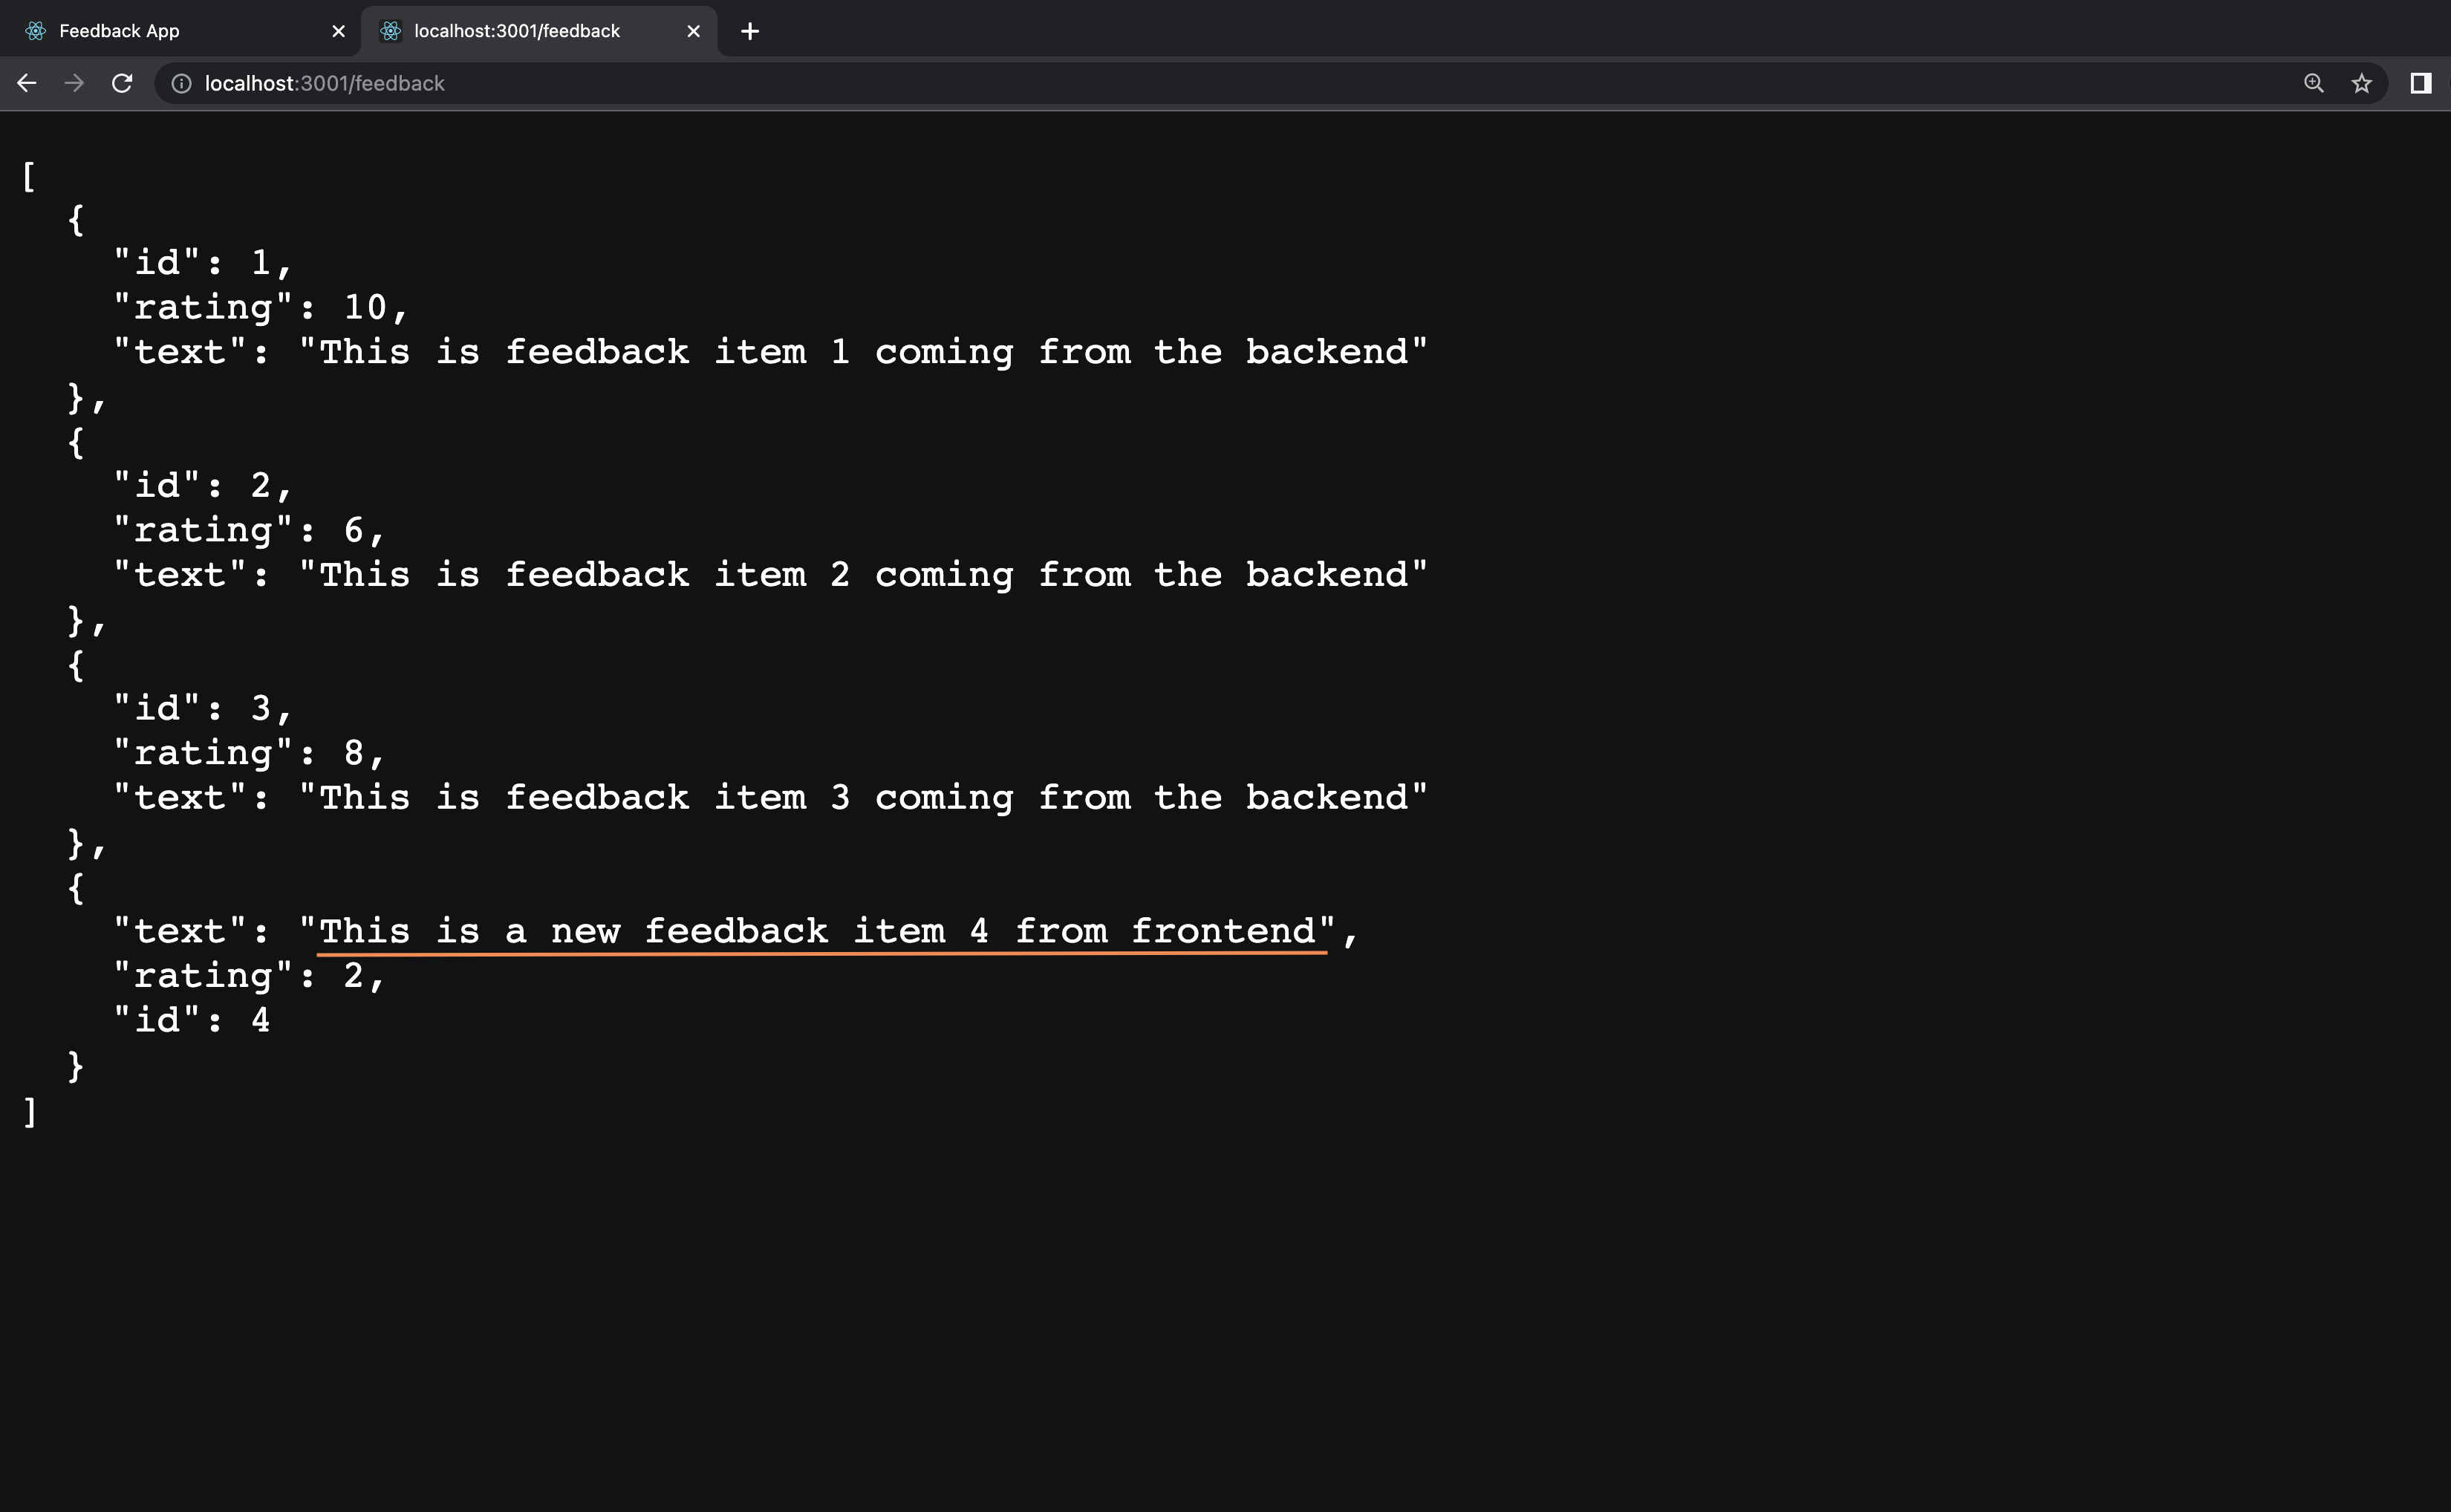 Feedback App
localhost:3001/feedback
localhost:3001/feedback
[
{
"id": 1,
"rating": 10,
"text": "This is feedback item 1 coming from the backend"
},
{
"id": 2,
"rating": 6,
"text": "This is feedback item 2 coming from the backend"
},
{
"id": 3,
"rating": 8,
"text": "This is feedback item 3 coming from the backend"
},
{
"text": "This is a new feedback item 4 from frontend",
"rating": 2,
"id": 4
}
]